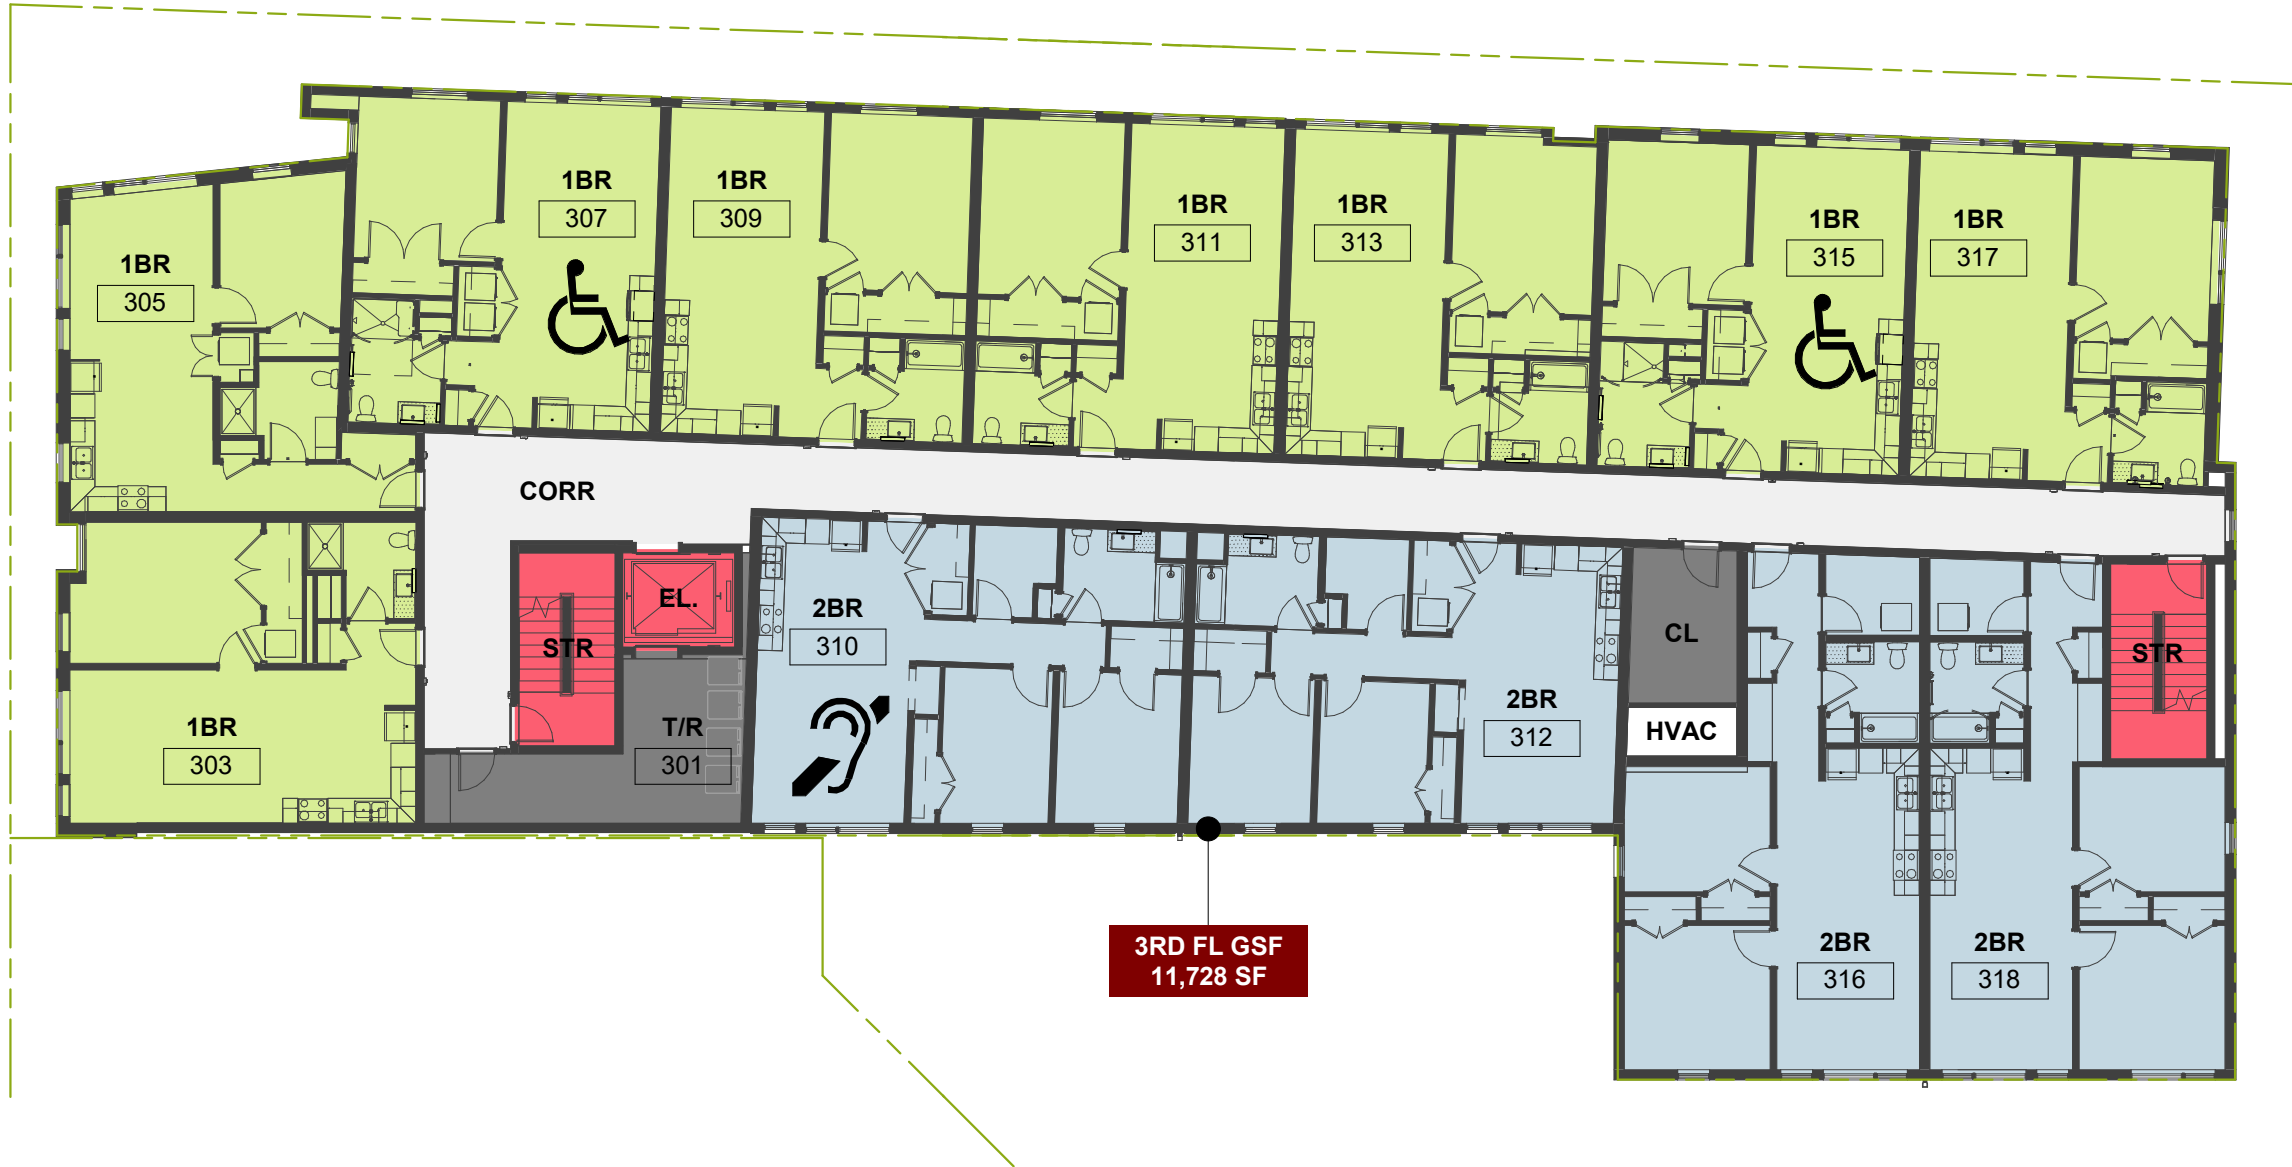 1BR
307
1BR
309
1BR
311
1BR
313
1BR
315
1BR
317
1BR
305
CORR
EL.
STR
2BR
310
CL
STR
1BR
303
T/R
301
2BR
312
HVAC
3RD FL GSF
11,728 SF
2BR
316
2BR
318